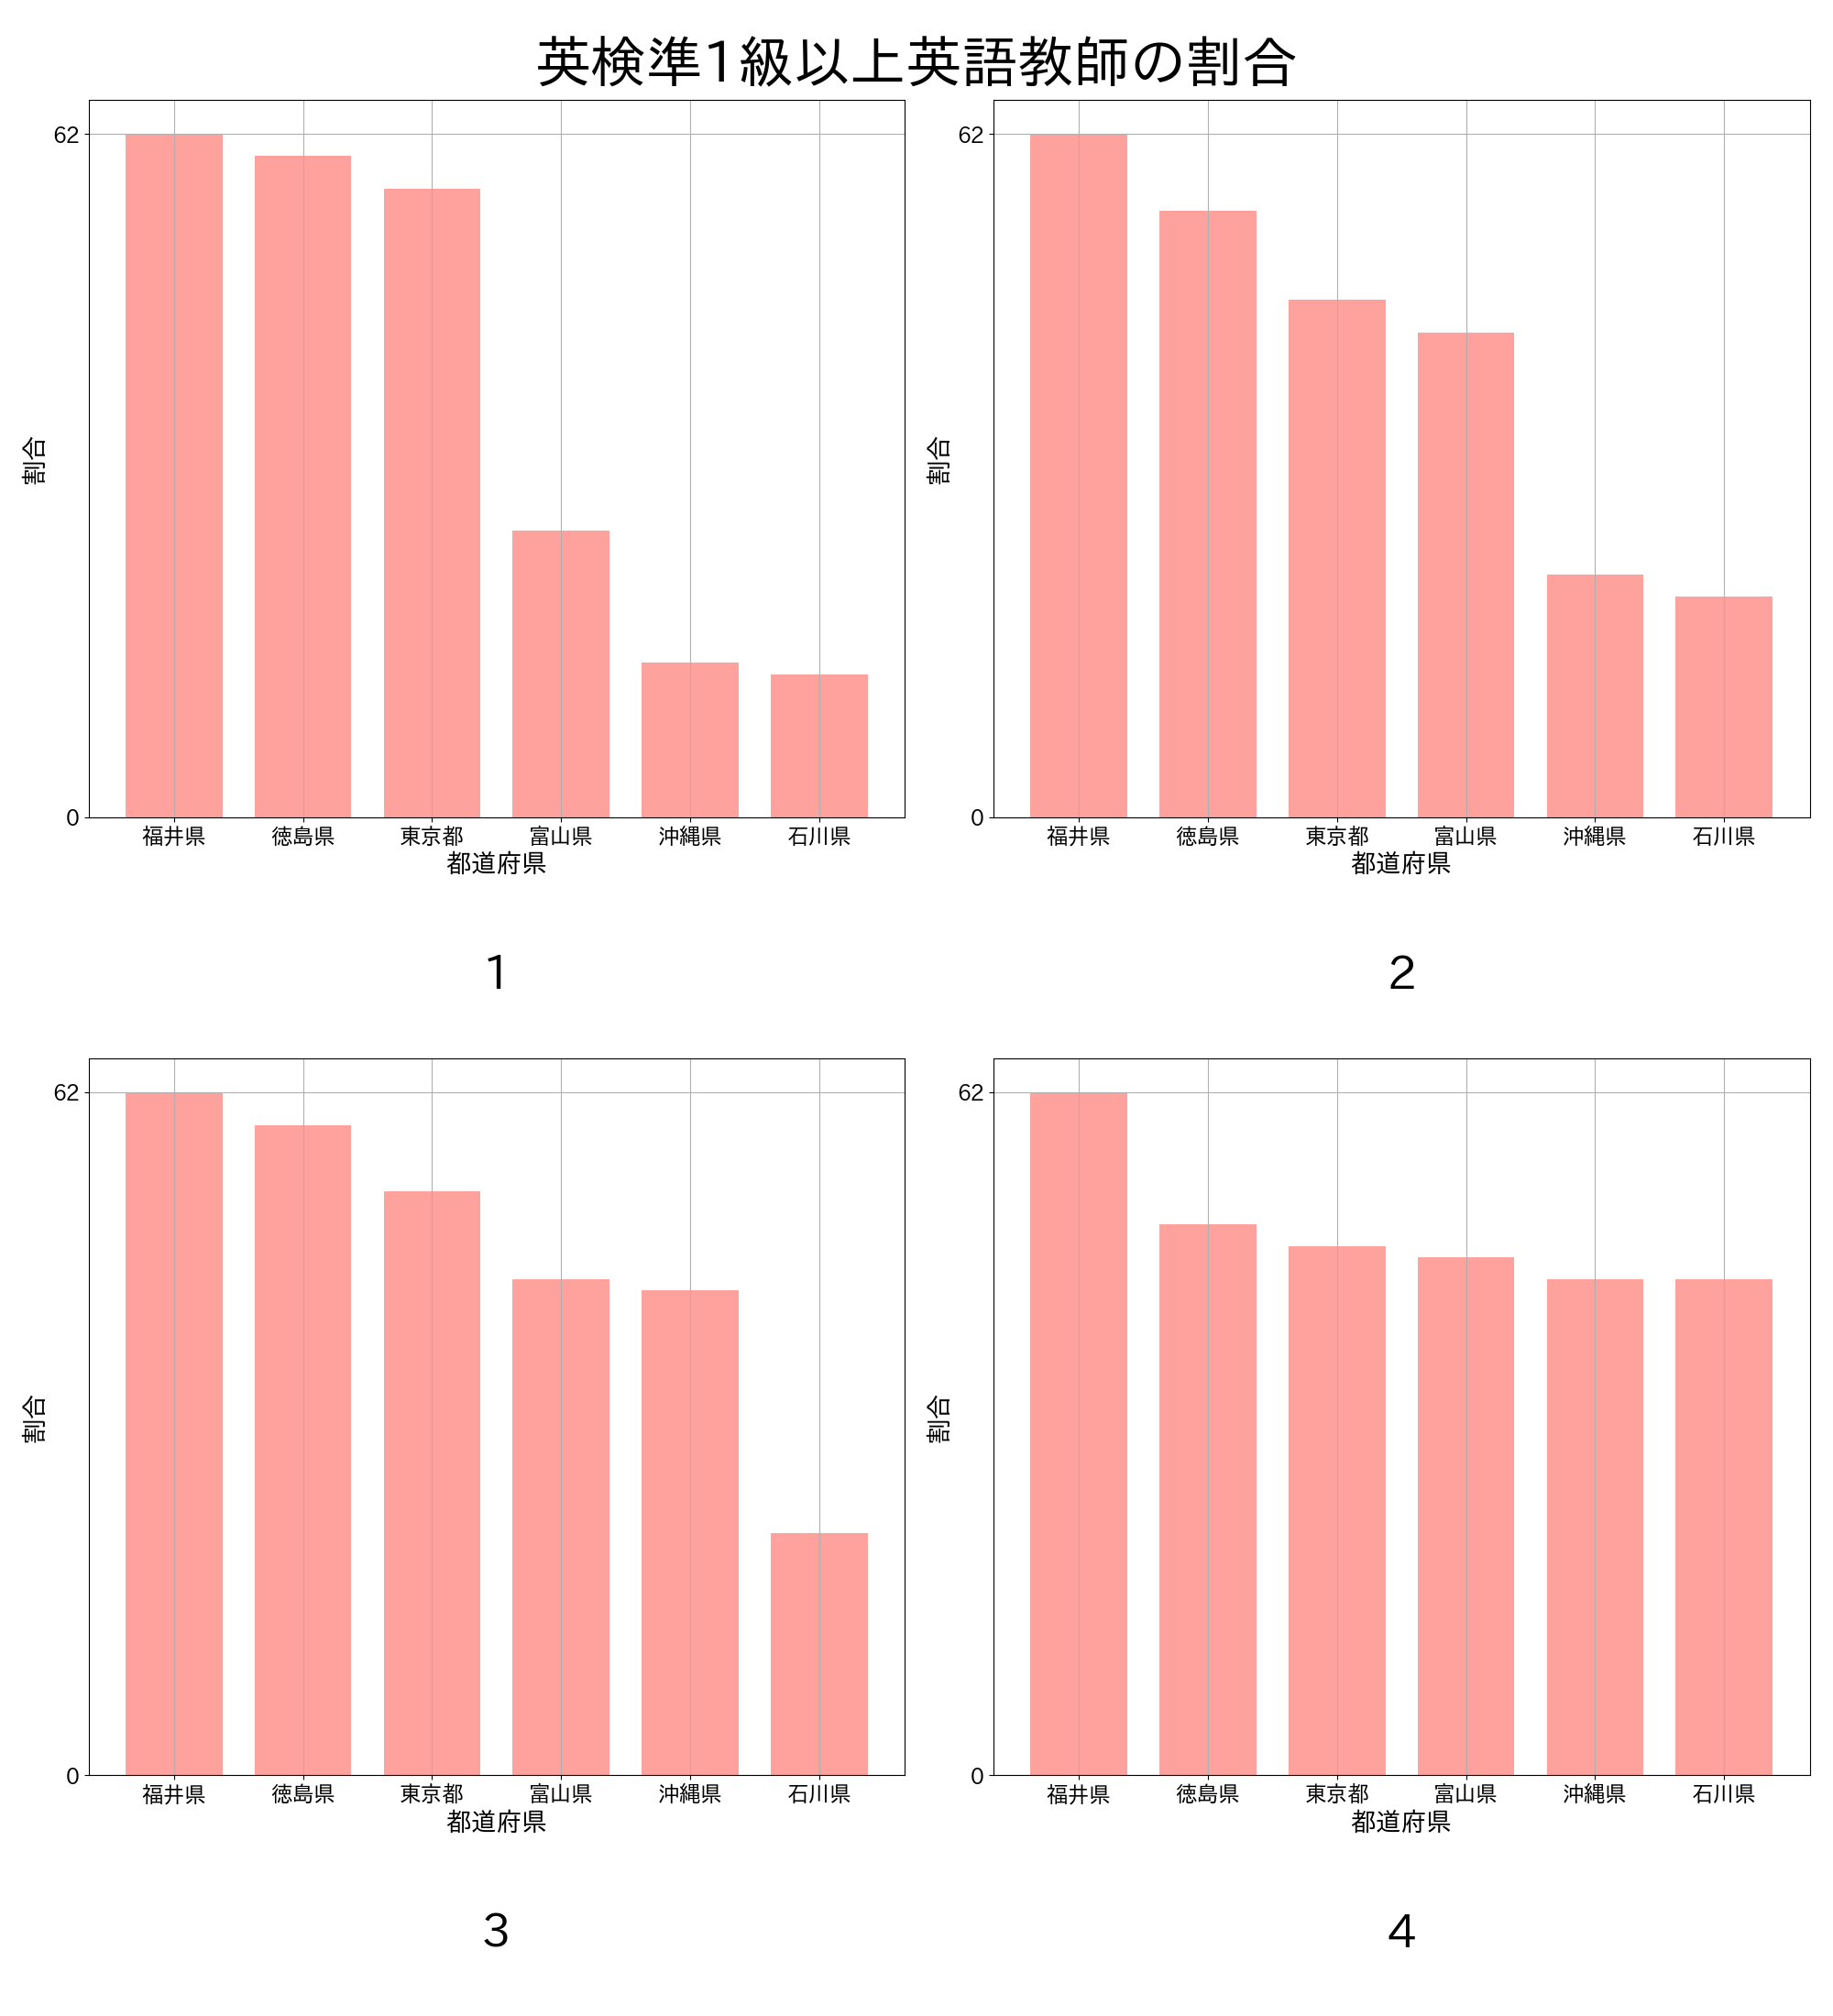 英検準1級以上英語教師の割合
62
割合
0
福井県 徳島県 東京都 富山県 沖縄県 石川県
都道府県
1
62
割合
0
福井県 徳島県 東京都 富山県 沖縄県 石川県
都道府県
2
62
割合
0
福井県 徳島県 東京都 富山県 沖縄県 石川県
都道府県
3
62
割合
0
福井県 徳島県 東京都 富山県 沖縄県 石川県
都道府県
4